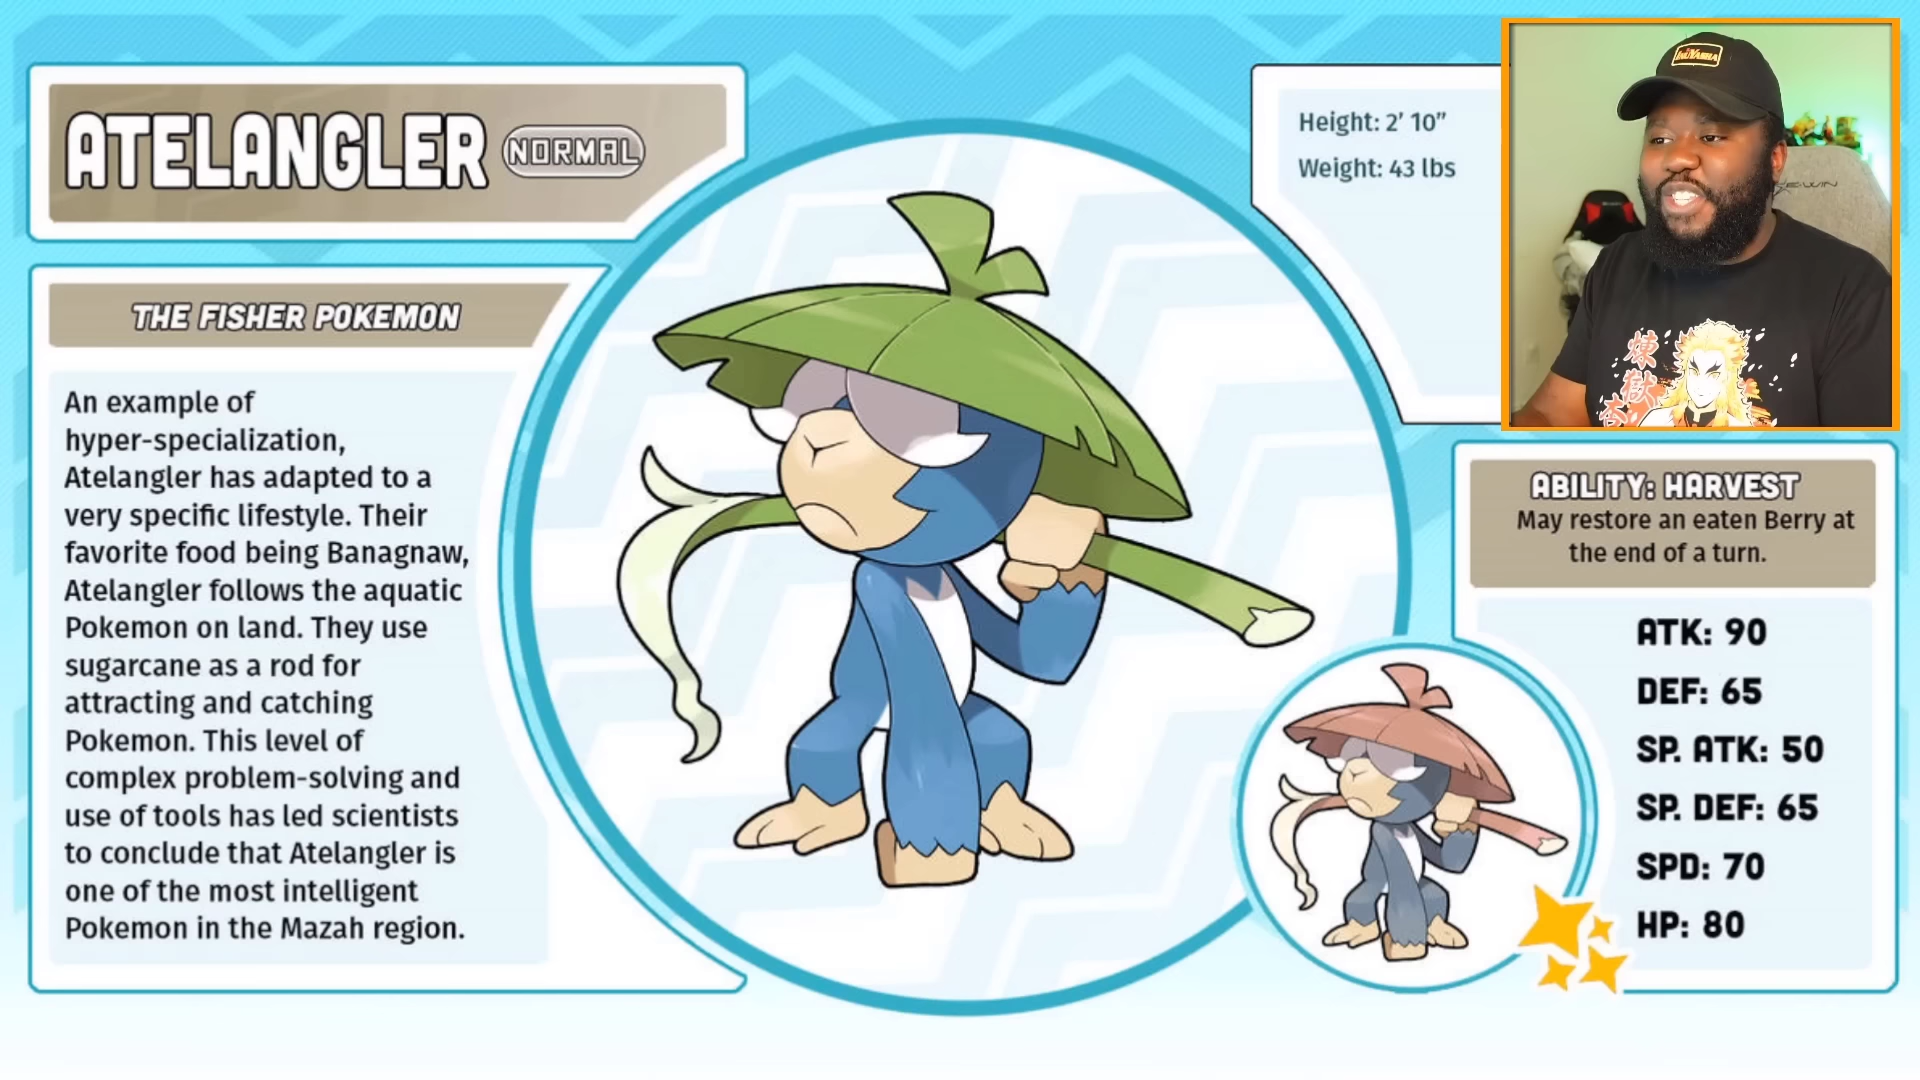 ATELANGLER NORMAL
THE FISHER POKEMON
An example of
hyper-specialization,
Atelangler has adapted to a
very specific lifestyle. Their
favorite food being Banagnaw,
Atelangler follows the aquatic
Pokemon on land. They use
sugarcane as a rod for
attracting and catching
Pokemon. This level of
complex problem-solving and
use of tools has led scientists
to conclude that Atelangler is
one of the most intelligent
Pokemon in the Mazah region.
Height: 2' 10"
Weight: 43 lbs
INUYASHA
煉
獄
杏
ABILITY: HARVEST
May restore an eaten Berry at
the end of a turn.
ATK: 90
DEF: 65
SP. ATK: 50
SP. DEF: 65
SPD: 70
HP: 80